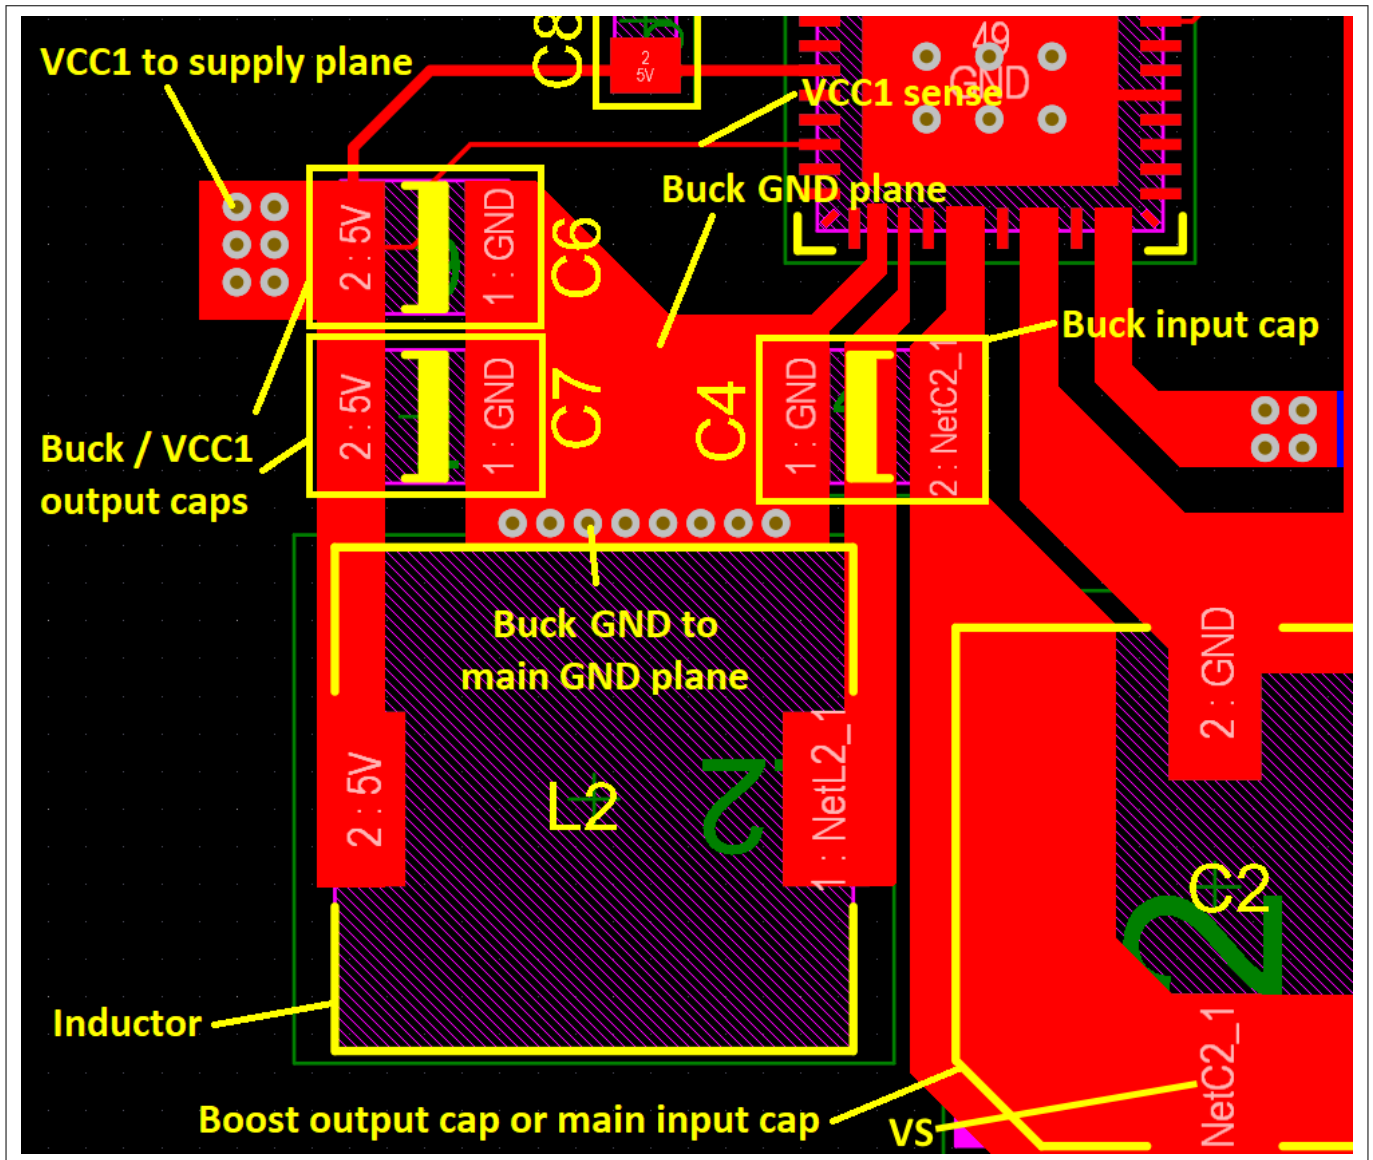 C8
2
5V
49
GND
VCC1 to supply plane
VCC1 sense
Buck GND plane
2 : 5V
1 : GND
C6
Buck input cap
2 : 5V
1 : GND
C7
C4
1 : GND
2 : NetC2_1
Buck / VCC1
output caps
Buck GND to
main GND plane
2 : GND
2 : 5V
L2
2
1 : NetL2_1
C2
2
Inductor
NetC2_1
Boost output cap or main input cap
VS